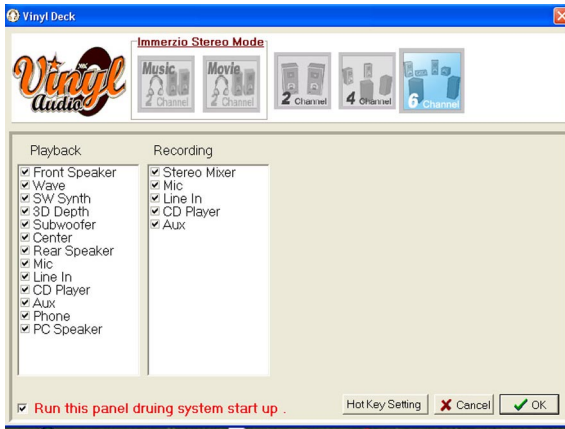 Vinyl Deck
Immerzio Stereo Mode
Vinyl
Audio
Music
2 Channel
Movie
2 Channel
2 Channel
4 Channel
6 Channel
Playback
Recording
Front Speaker
Wave
SW Synth
3D Depth
Subwoofer
Center
Rear Speaker
Mic
Line In
CD Player
Aux
Phone
PC Speaker
Stereo Mixer
Mic
Line In
CD Player
Aux
Run this panel druing system start up .
Hot Key Setting
Cancel
OK